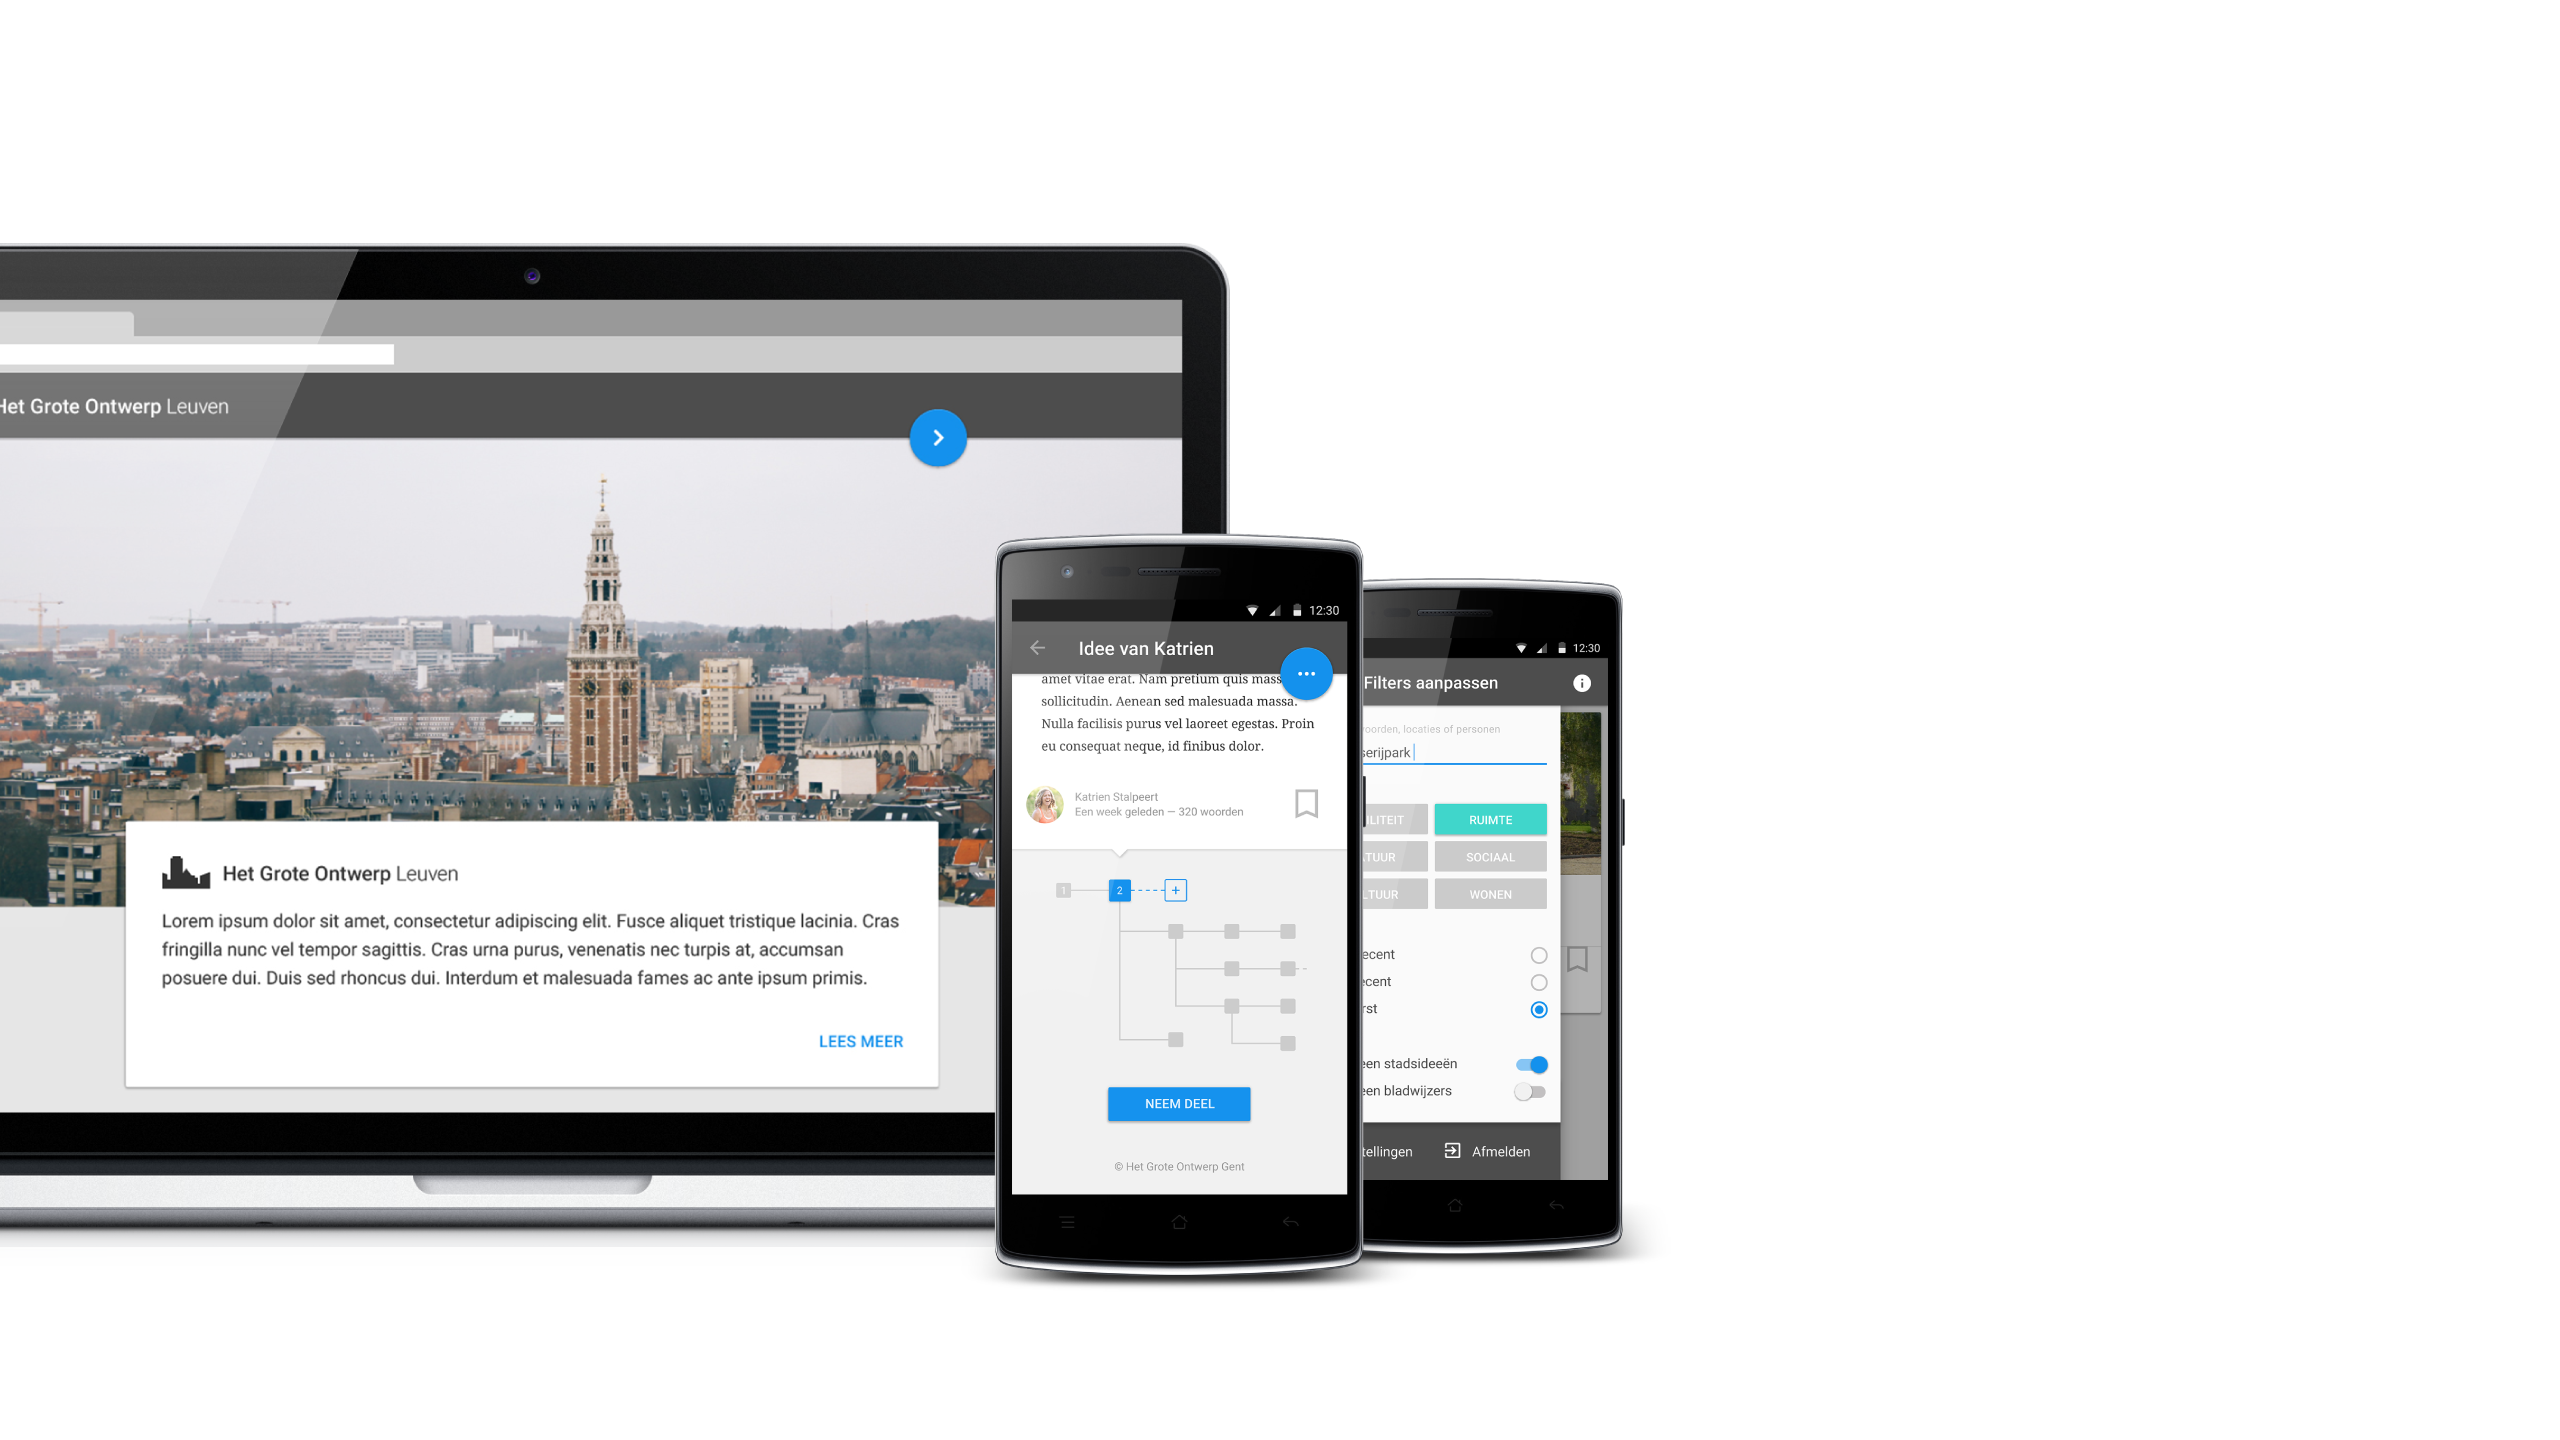 Het Grote Ontwerp Leuven
Het Grote Ontwerp Leuven
Lorem ipsum dolor sit amet, consectetur adipiscing elit. Fusce aliquet tristique lacinia. Cras
fringilla nunc vel tempor sagittis. Cras urna purus, venenatis nec turpis at, accumsan
posuere dui. Duis sed rhoncus dui. Interdum et malesuada fames ac ante ipsum primis.
LEES MEER
12:30
Idee van Katrien
amet vitae erat. Nam pretium quis mass
sollicitudin. Aenean sed malesuada massa.
Nulla facilisis purus vel laoreet egestas. Proin
eu consequat neque, id finibus dolor.
Katrien Stalpeert
Een week geleden — 320 woorden
1 2 +
NEEM DEEL
© Het Grote Ontwerp Gent
12:30
Filters aanpassen
woorden, locaties of personen
serijpark
ILITEIT RUIMTE
TUUR SOCIAAL
LTUUR WONEN
ecent
ecent
rst
een stadsideeën
een bladwijzers
tellingen Afmelden